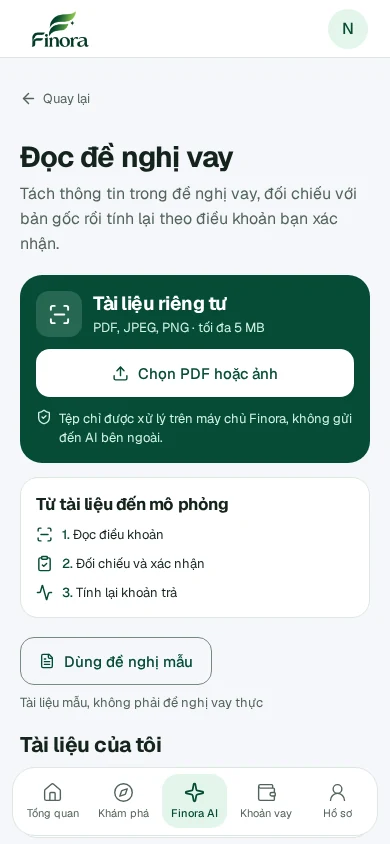 Finora
N
Quay lại
Đọc đề nghị vay
Tách thông tin trong đề nghị vay, đối chiếu với
bản gốc rồi tính lại theo điều khoản bạn xác
nhận.
Tài liệu riêng tư
PDF, JPEG, PNG · tối đa 5 MB
Chọn PDF hoặc ảnh
Tệp chỉ được xử lý trên máy chủ Finora, không gửi
đến AI bên ngoài.
Từ tài liệu đến mô phỏng
1. Đọc điều khoản
2. Đối chiếu và xác nhận
3. Tính lại khoản trả
Dùng đề nghị mẫu
Tài liệu mẫu, không phải đề nghị vay thực
Tài liệu của tôi
Tổng quan
Khám phá
Finora AI
Khoản vay
Hồ sơ